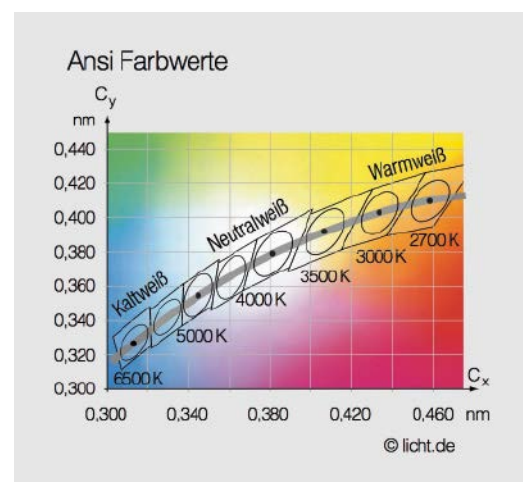 Ansi Farbwerte
Cy
nm
0,440
0,420
0,400
0,380
0,360
0,340
0,320
0,300
Warmweiß
Neutralweiß
Kaltweiß
2700 K
3000 K
3500 K
4000 K
5000 K
6500 K
Cx
0,300 0,340 0,380 0,420 0,460 nm
© licht.de